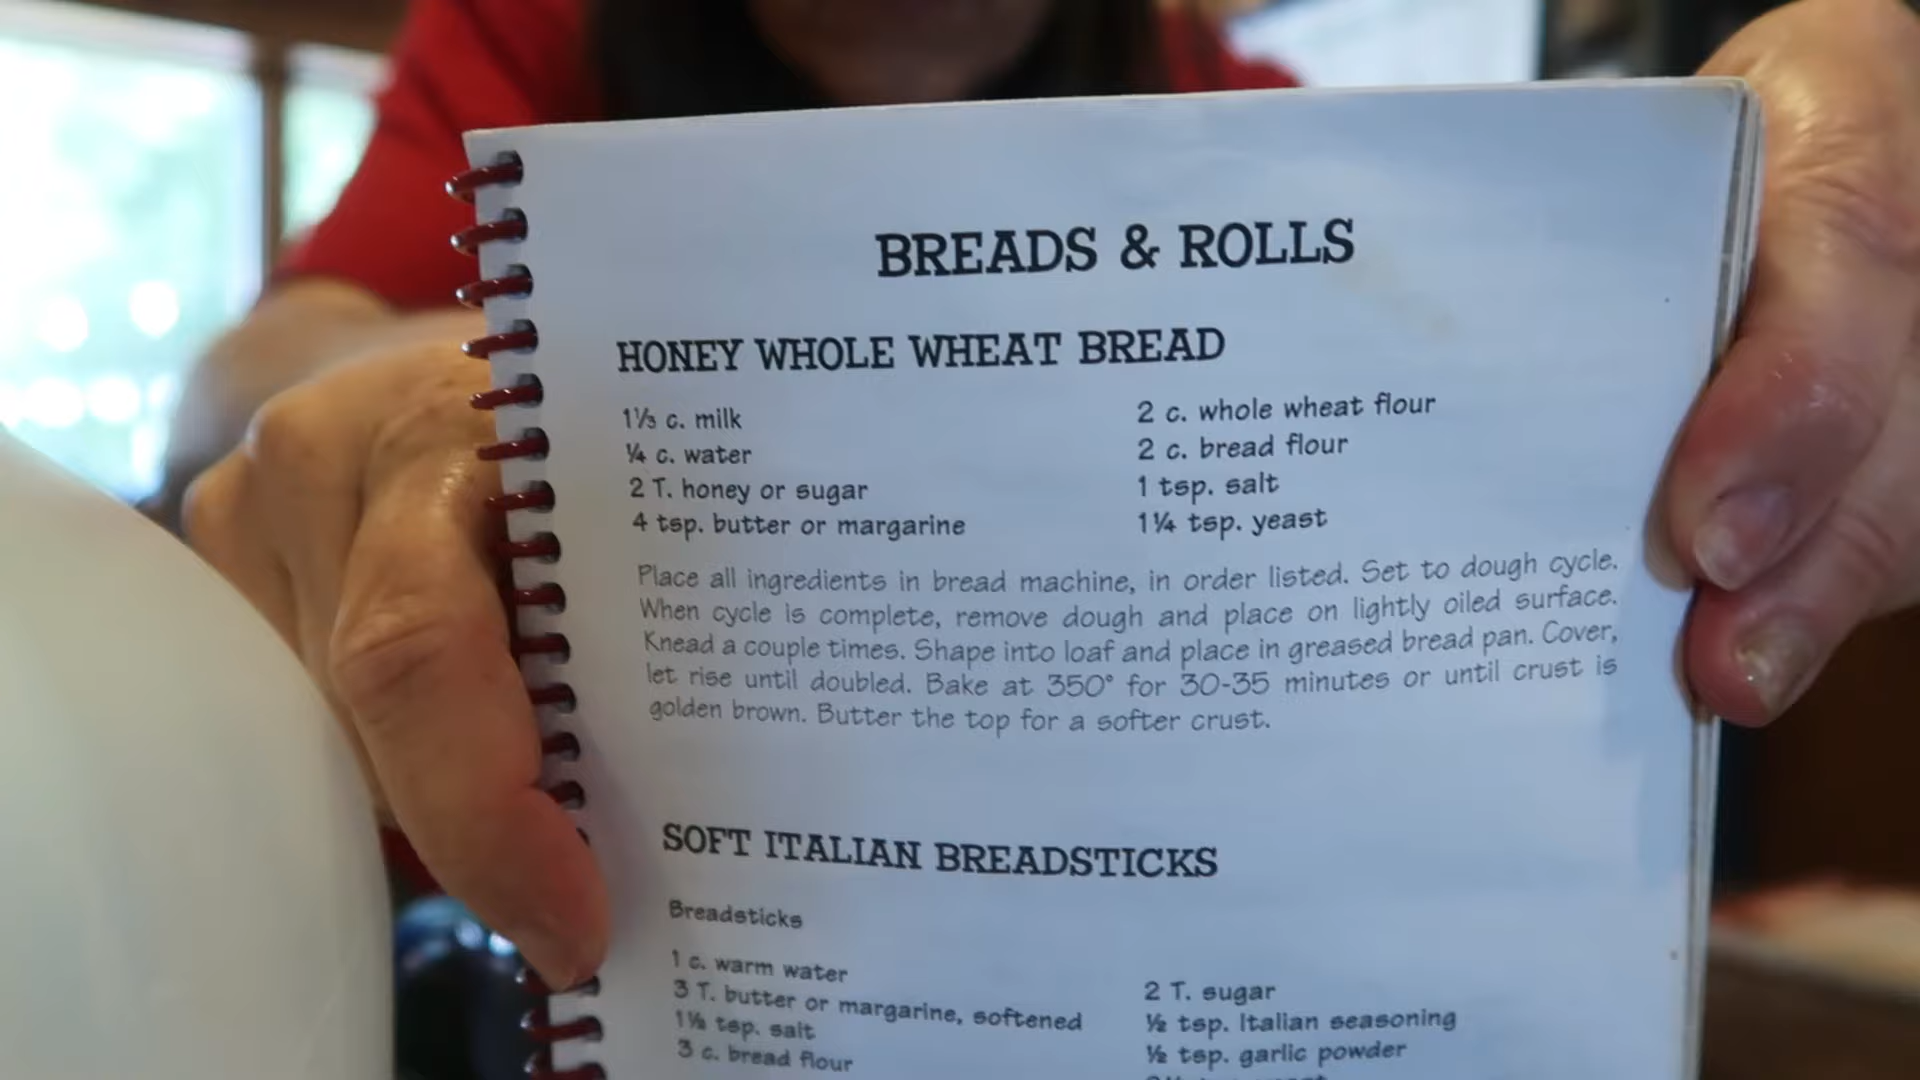 BREADS & ROLLS
HONEY WHOLE WHEAT BREAD
1⅓ c. milk
¼ c. water
2 T. honey or sugar
4 tsp. butter or margarine
2 c. whole wheat flour
2 c. bread flour
1 tsp. salt
1¼ tsp. yeast
Place all ingredients in bread machine, in order listed. Set to dough cycle.
When cycle is complete, remove dough and place on lightly oiled surface.
Knead a couple times. Shape into loaf and place in greased bread pan. Cover,
let rise until doubled. Bake at 350° for 30-35 minutes or until crust is
golden brown. Butter the top for a softer crust.
SOFT ITALIAN BREADSTICKS
Breadsticks
1 c. warm water
3 T. butter or margarine, softened
1½ tsp. salt
3 c. bread flour
2 T. sugar
½ tsp. Italian seasoning
½ tsp. garlic powder